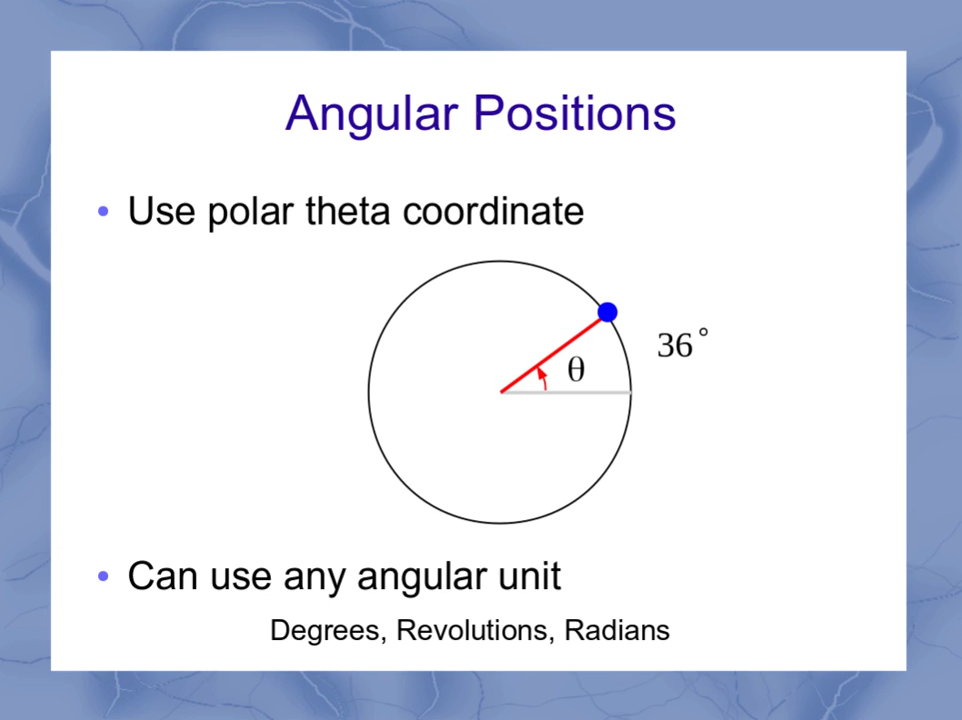 Angular Positions
• Use polar theta coordinate
36°
θ
• Can use any angular unit
Degrees, Revolutions, Radians